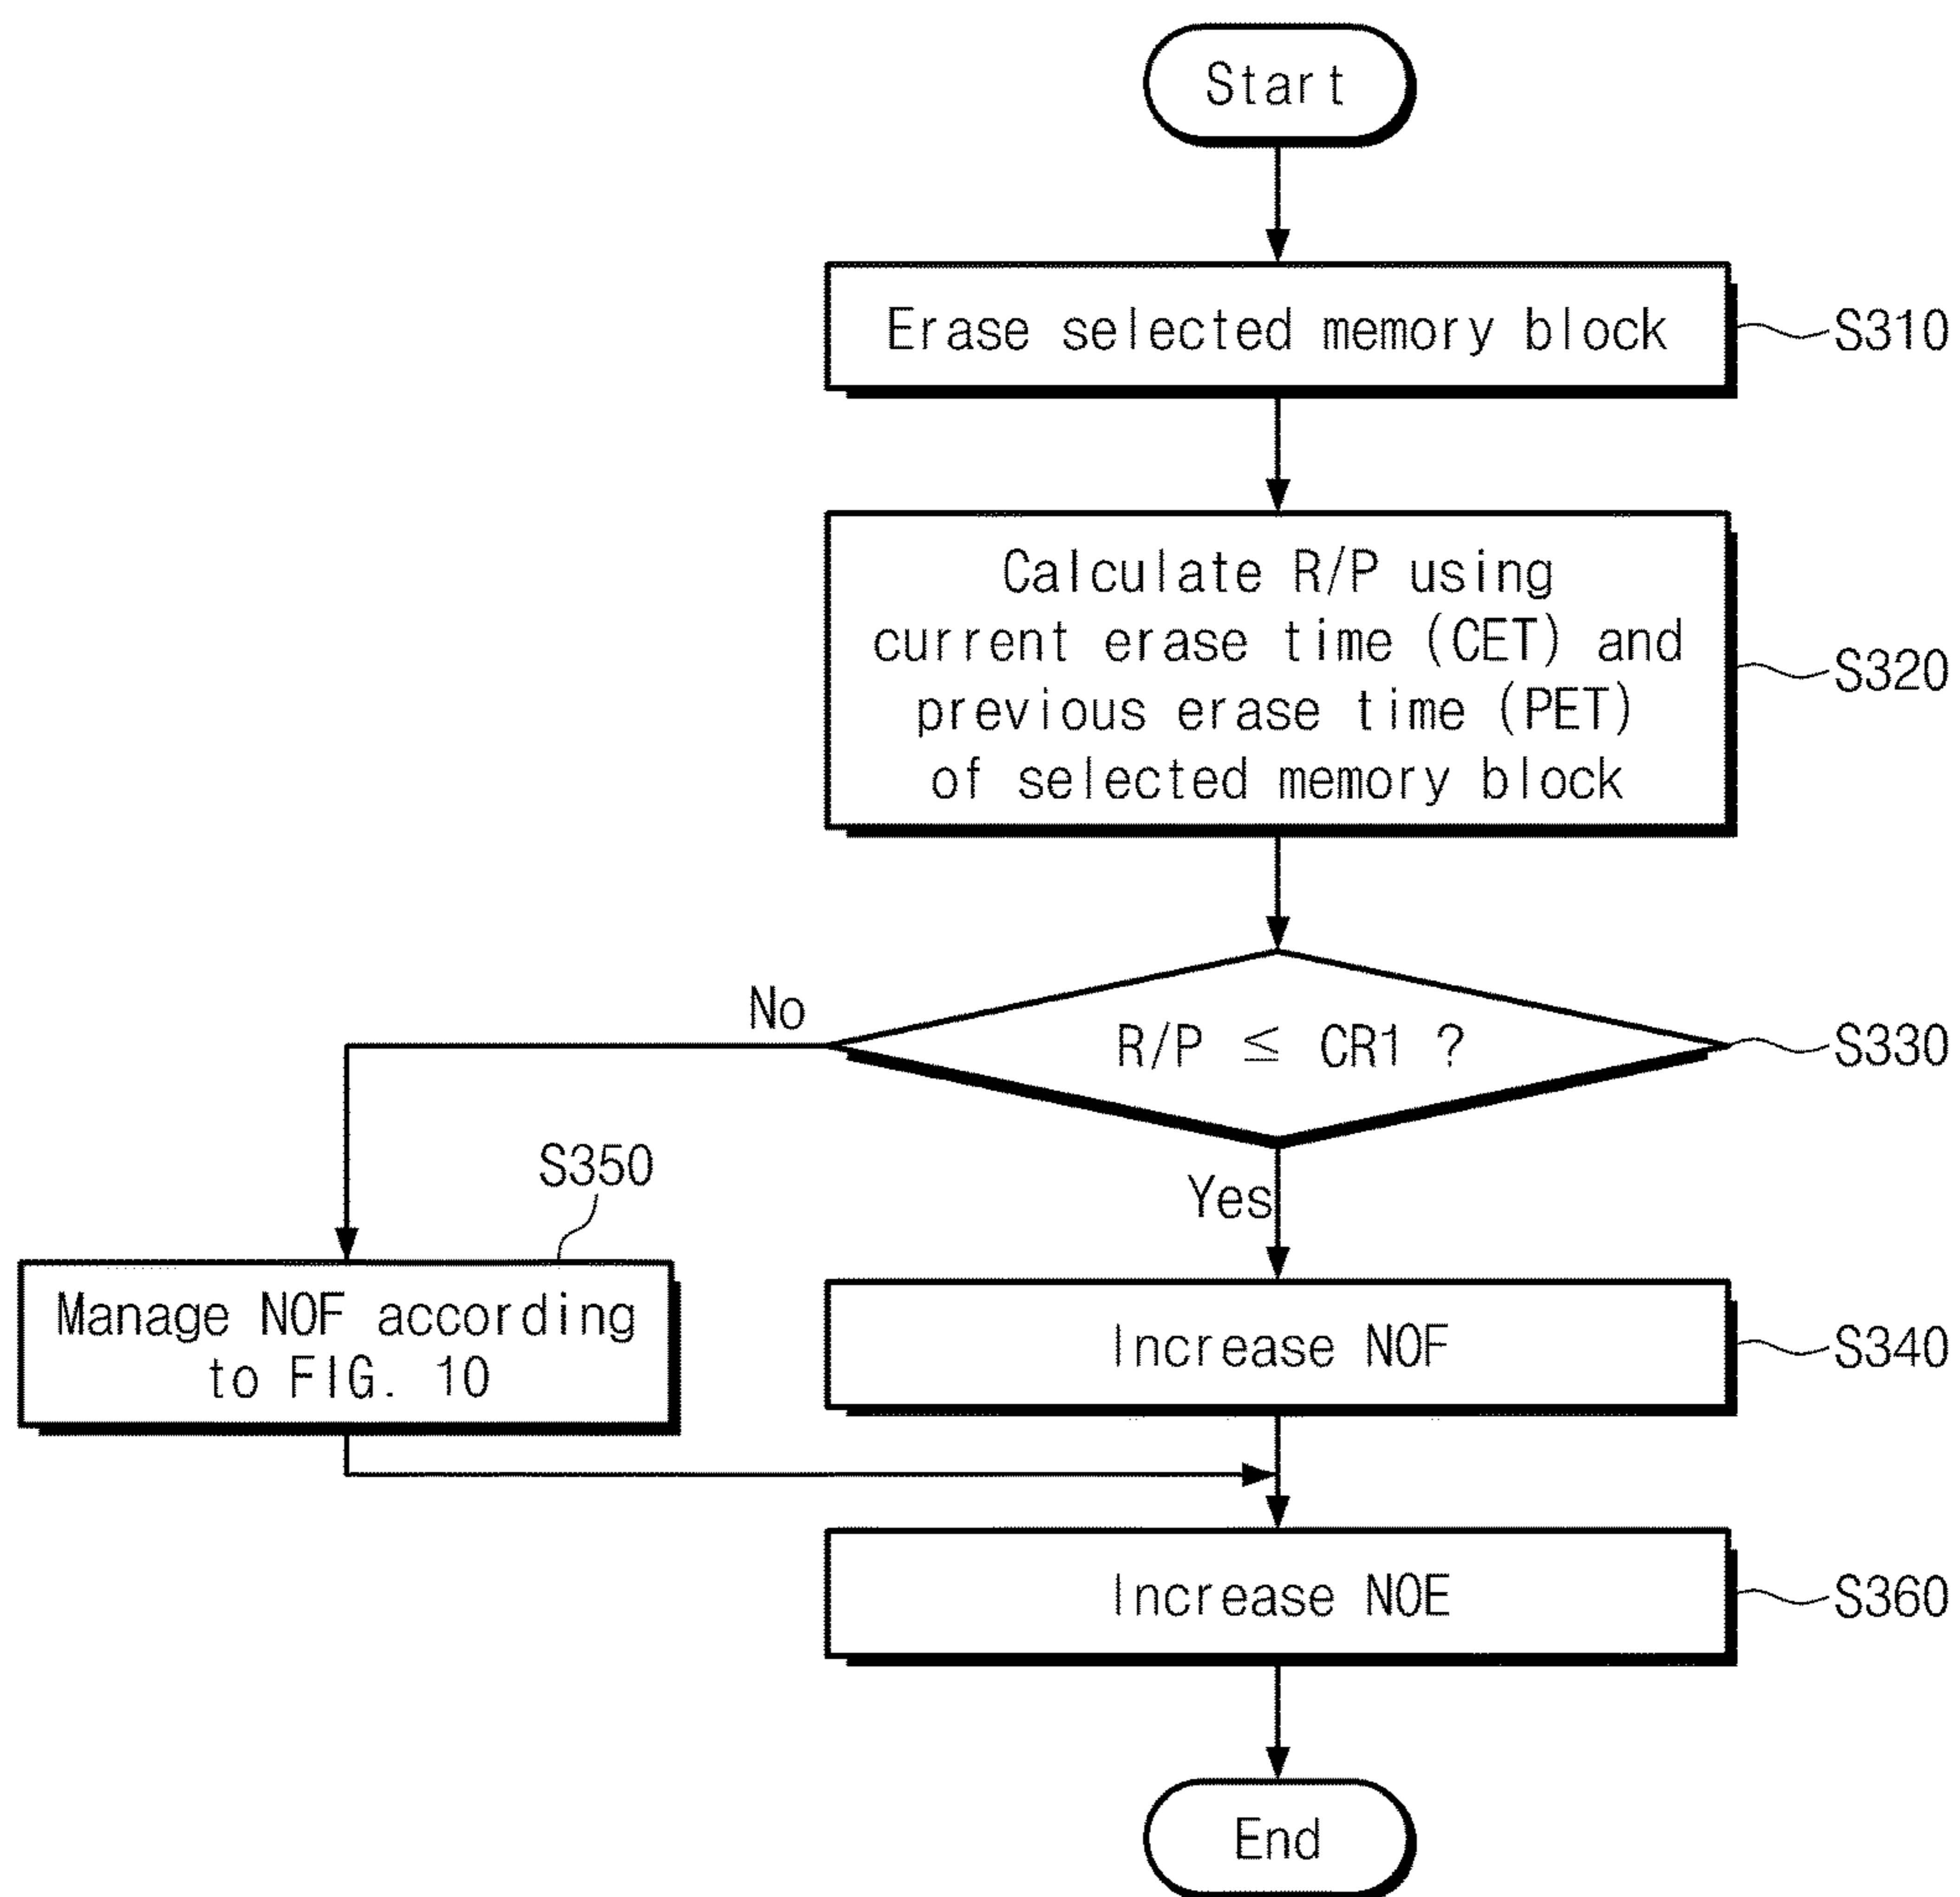 Start
Erase selected memory block
S310
Calculate R/P using
current erase time (CET) and
previous erase time (PET)
of selected memory block
S320
No
R/P ≤ CR1 ?
S330
S350
Yes
Manage NOF according
to FIG. 10
Increase NOF
S340
Increase NOE
S360
End